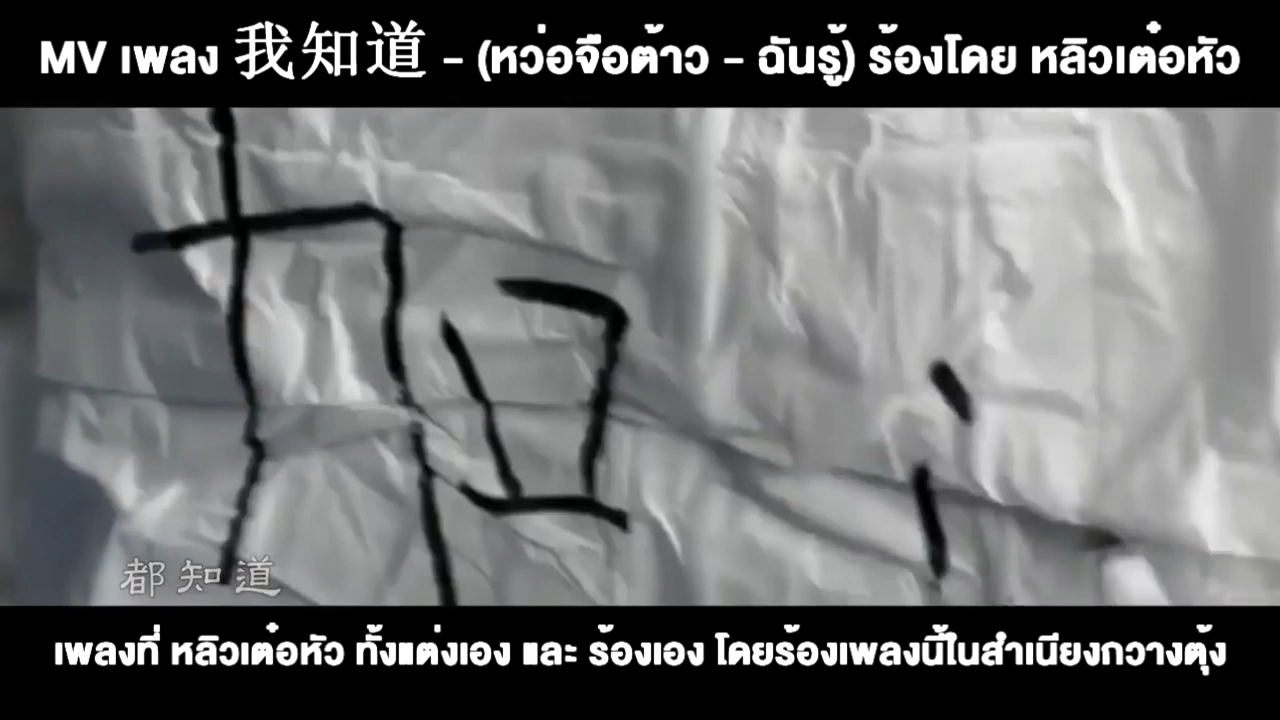 MV เพลง 我知道 - (หว่อจือต้าว - ฉันรู้) ร้องโดย หลิวเต๋อหัว
都知道
เพลงที่ หลิวเต๋อหัว ทั้งแต่งเอง และ ร้องเอง โดยร้องเพลงนี้ในสำเนียงกวางตุ้ง